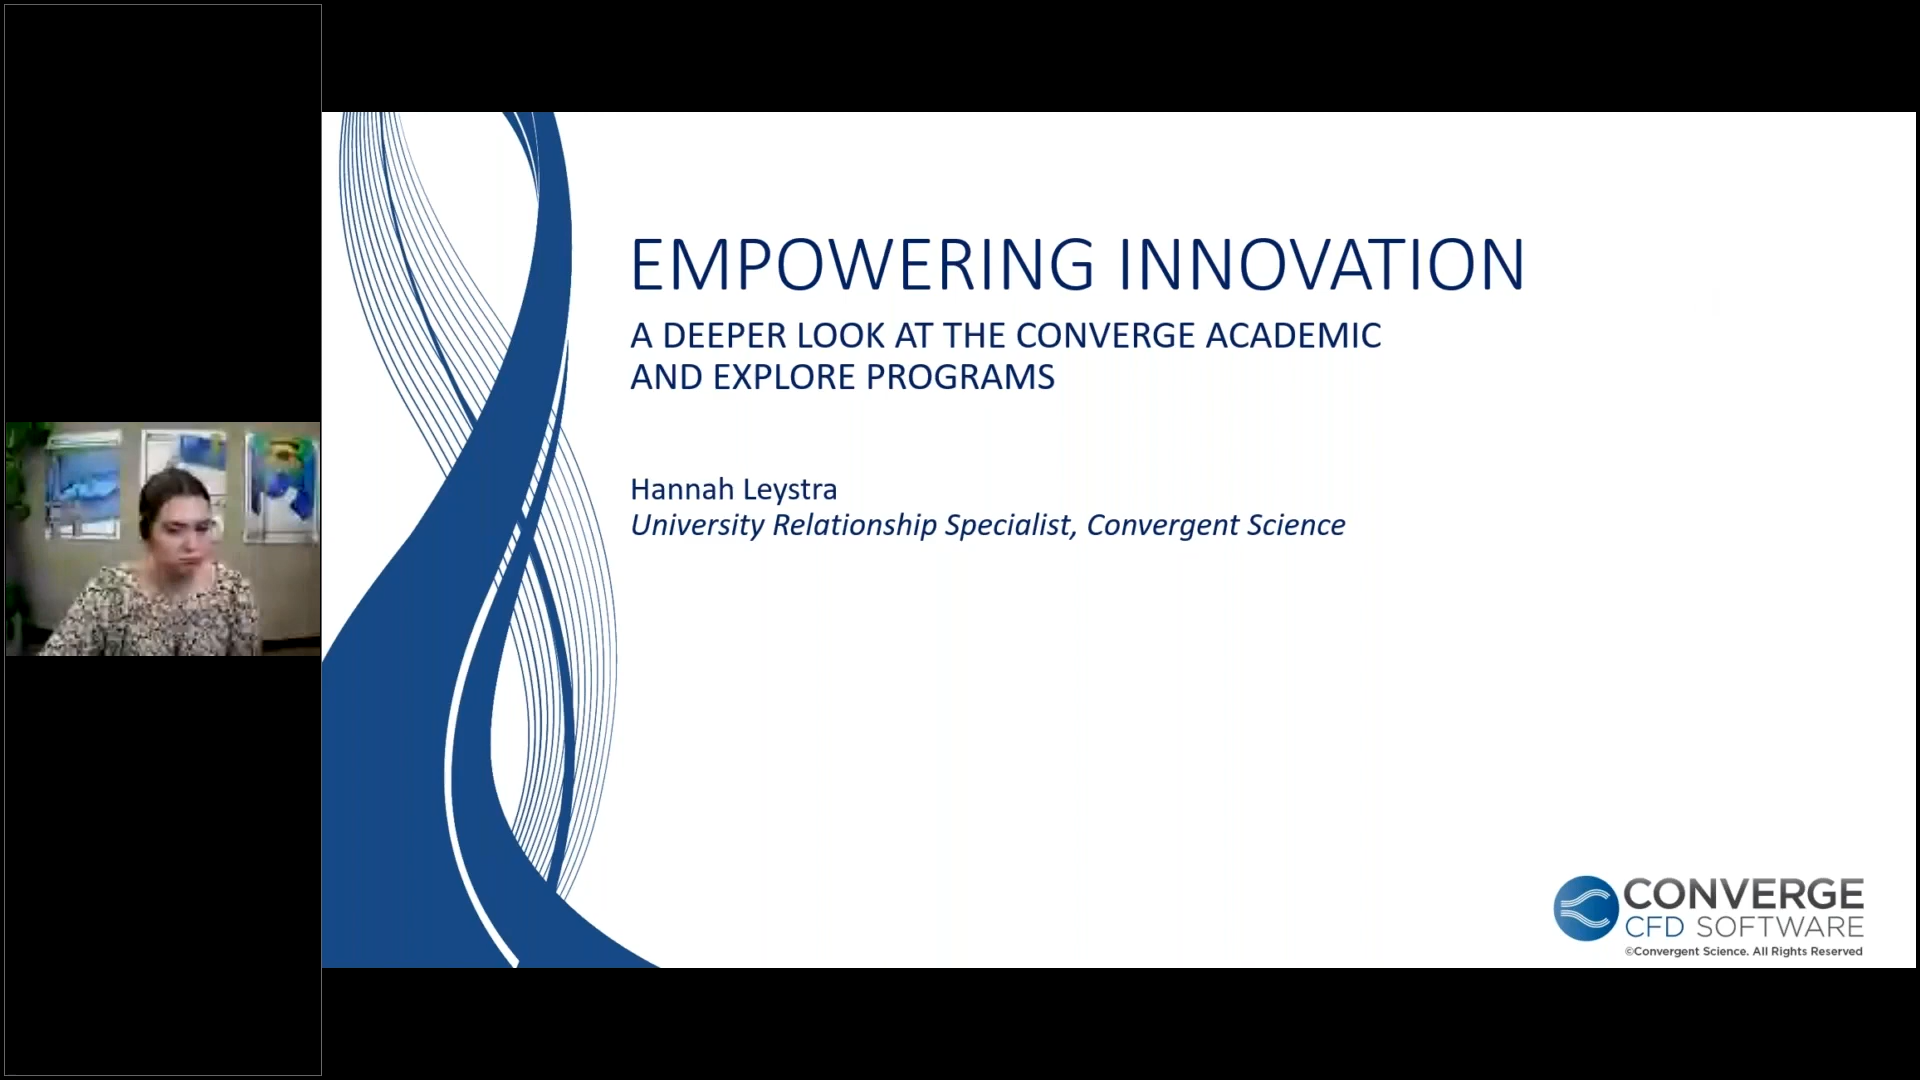 EMPOWERING INNOVATION
A DEEPER LOOK AT THE CONVERGE ACADEMIC
AND EXPLORE PROGRAMS
Hannah Leystra
University Relationship Specialist, Convergent Science
CONVERGE
CFD SOFTWARE
©Convergent Science. All Rights Reserved